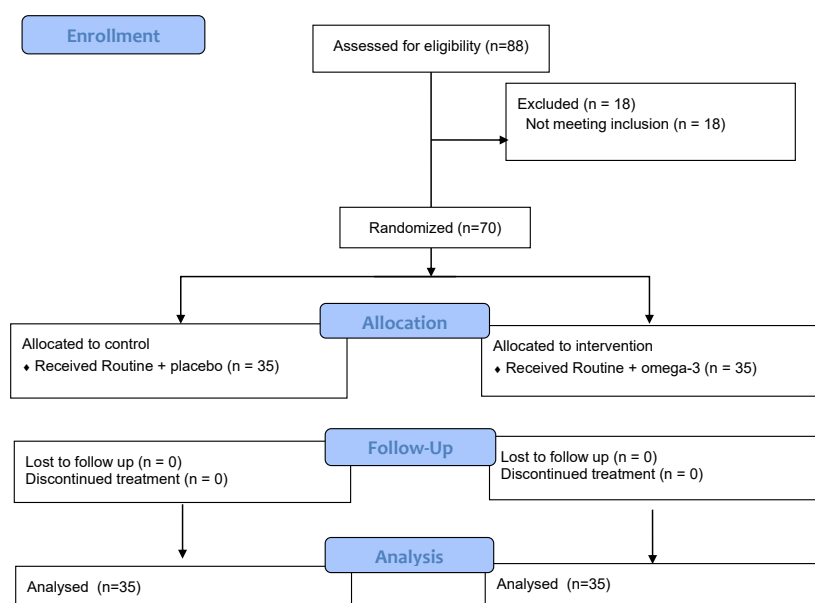 Enrollment
Assessed for eligibility (n=88)
Excluded (n = 18)
Not meeting inclusion (n = 18)
Randomized (n=70)
Allocation
Allocated to control
♦ Received Routine + placebo (n = 35)
Allocated to intervention
♦ Received Routine + omega-3 (n = 35)
Follow-Up
Lost to follow up (n = 0)
Discontinued treatment (n = 0)
Lost to follow up (n = 0)
Discontinued treatment (n = 0)
Analysis
Analysed (n=35)
Analysed (n=35)